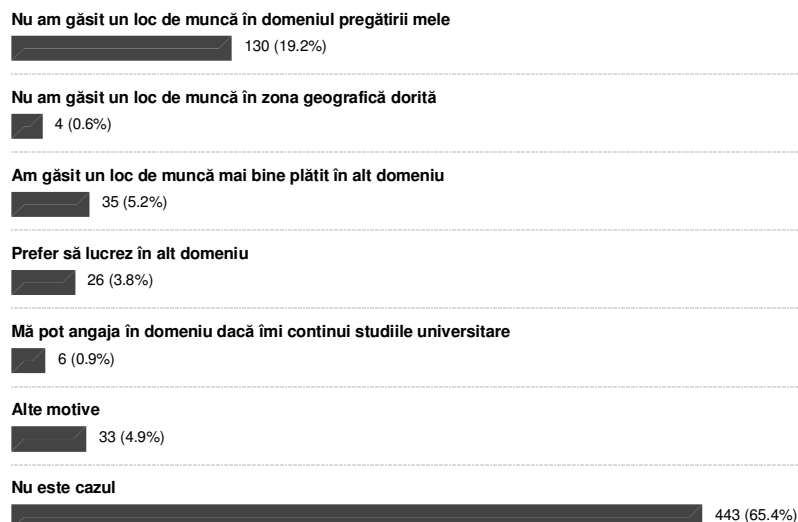 Nu am găsit un loc de muncă în domeniul pregătirii mele
130 (19.2%)
Nu am găsit un loc de muncă în zona geografică dorită
4 (0.6%)
Am găsit un loc de muncă mai bine plătit în alt domeniu
35 (5.2%)
Prefer să lucrez în alt domeniu
26 (3.8%)
Mă pot angaja în domeniu dacă îmi continui studiile universitare
6 (0.9%)
Alte motive
33 (4.9%)
Nu este cazul
443 (65.4%)